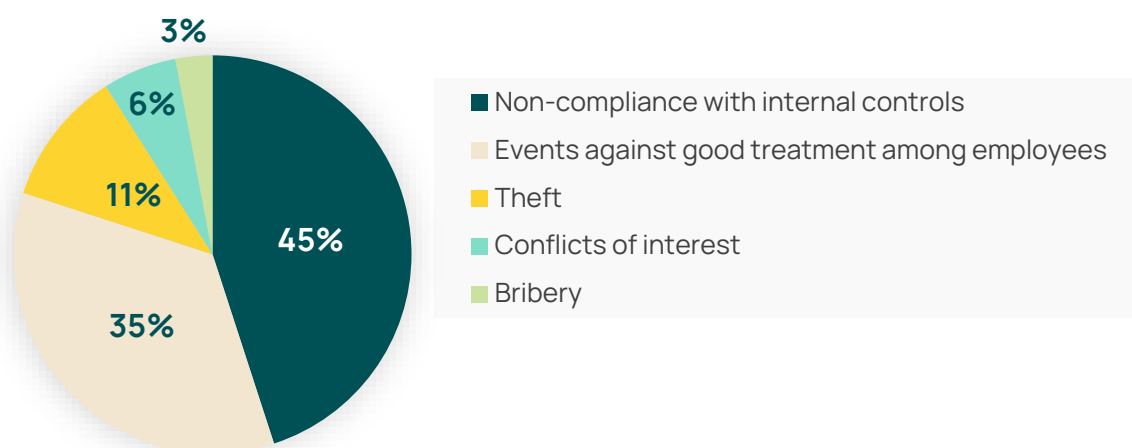 3%
6%
11%
45%
35%
Non-compliance with internal controls
Events against good treatment among employees
Theft
Conflicts of interest
Bribery